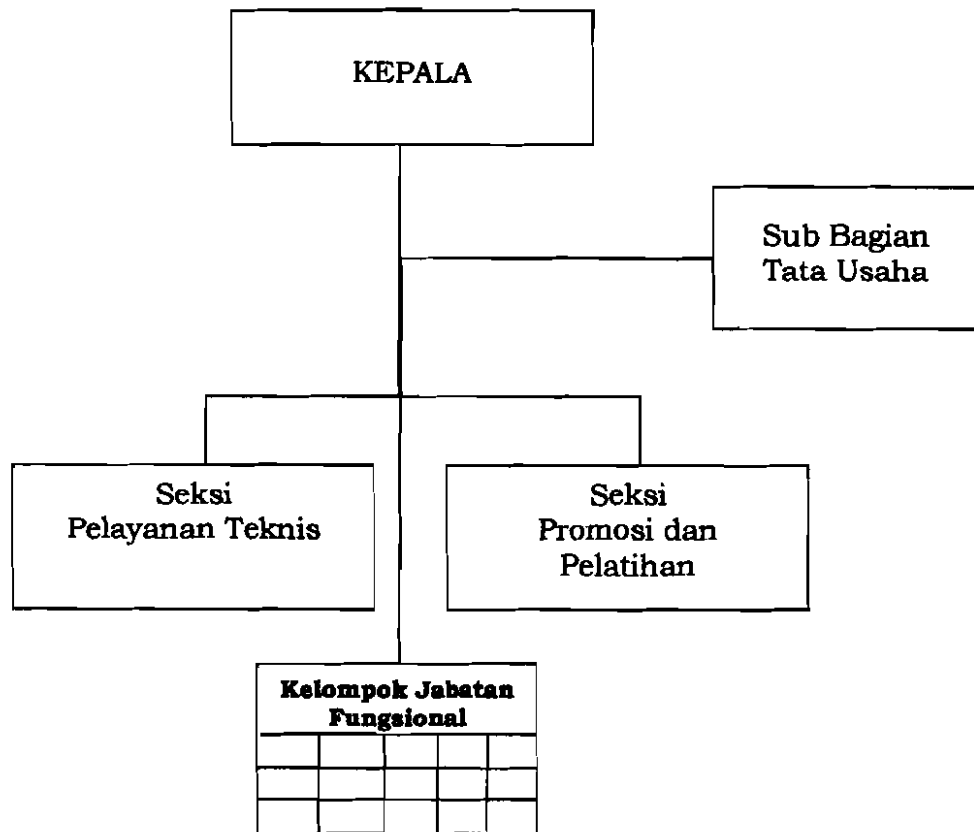 KEPALA
Sub Bagian
Tata Usaha
Seksi
Pelayanan Teknis
Seksi
Promosi dan
Pelatihan
Kelompok Jabatan
Fungsional